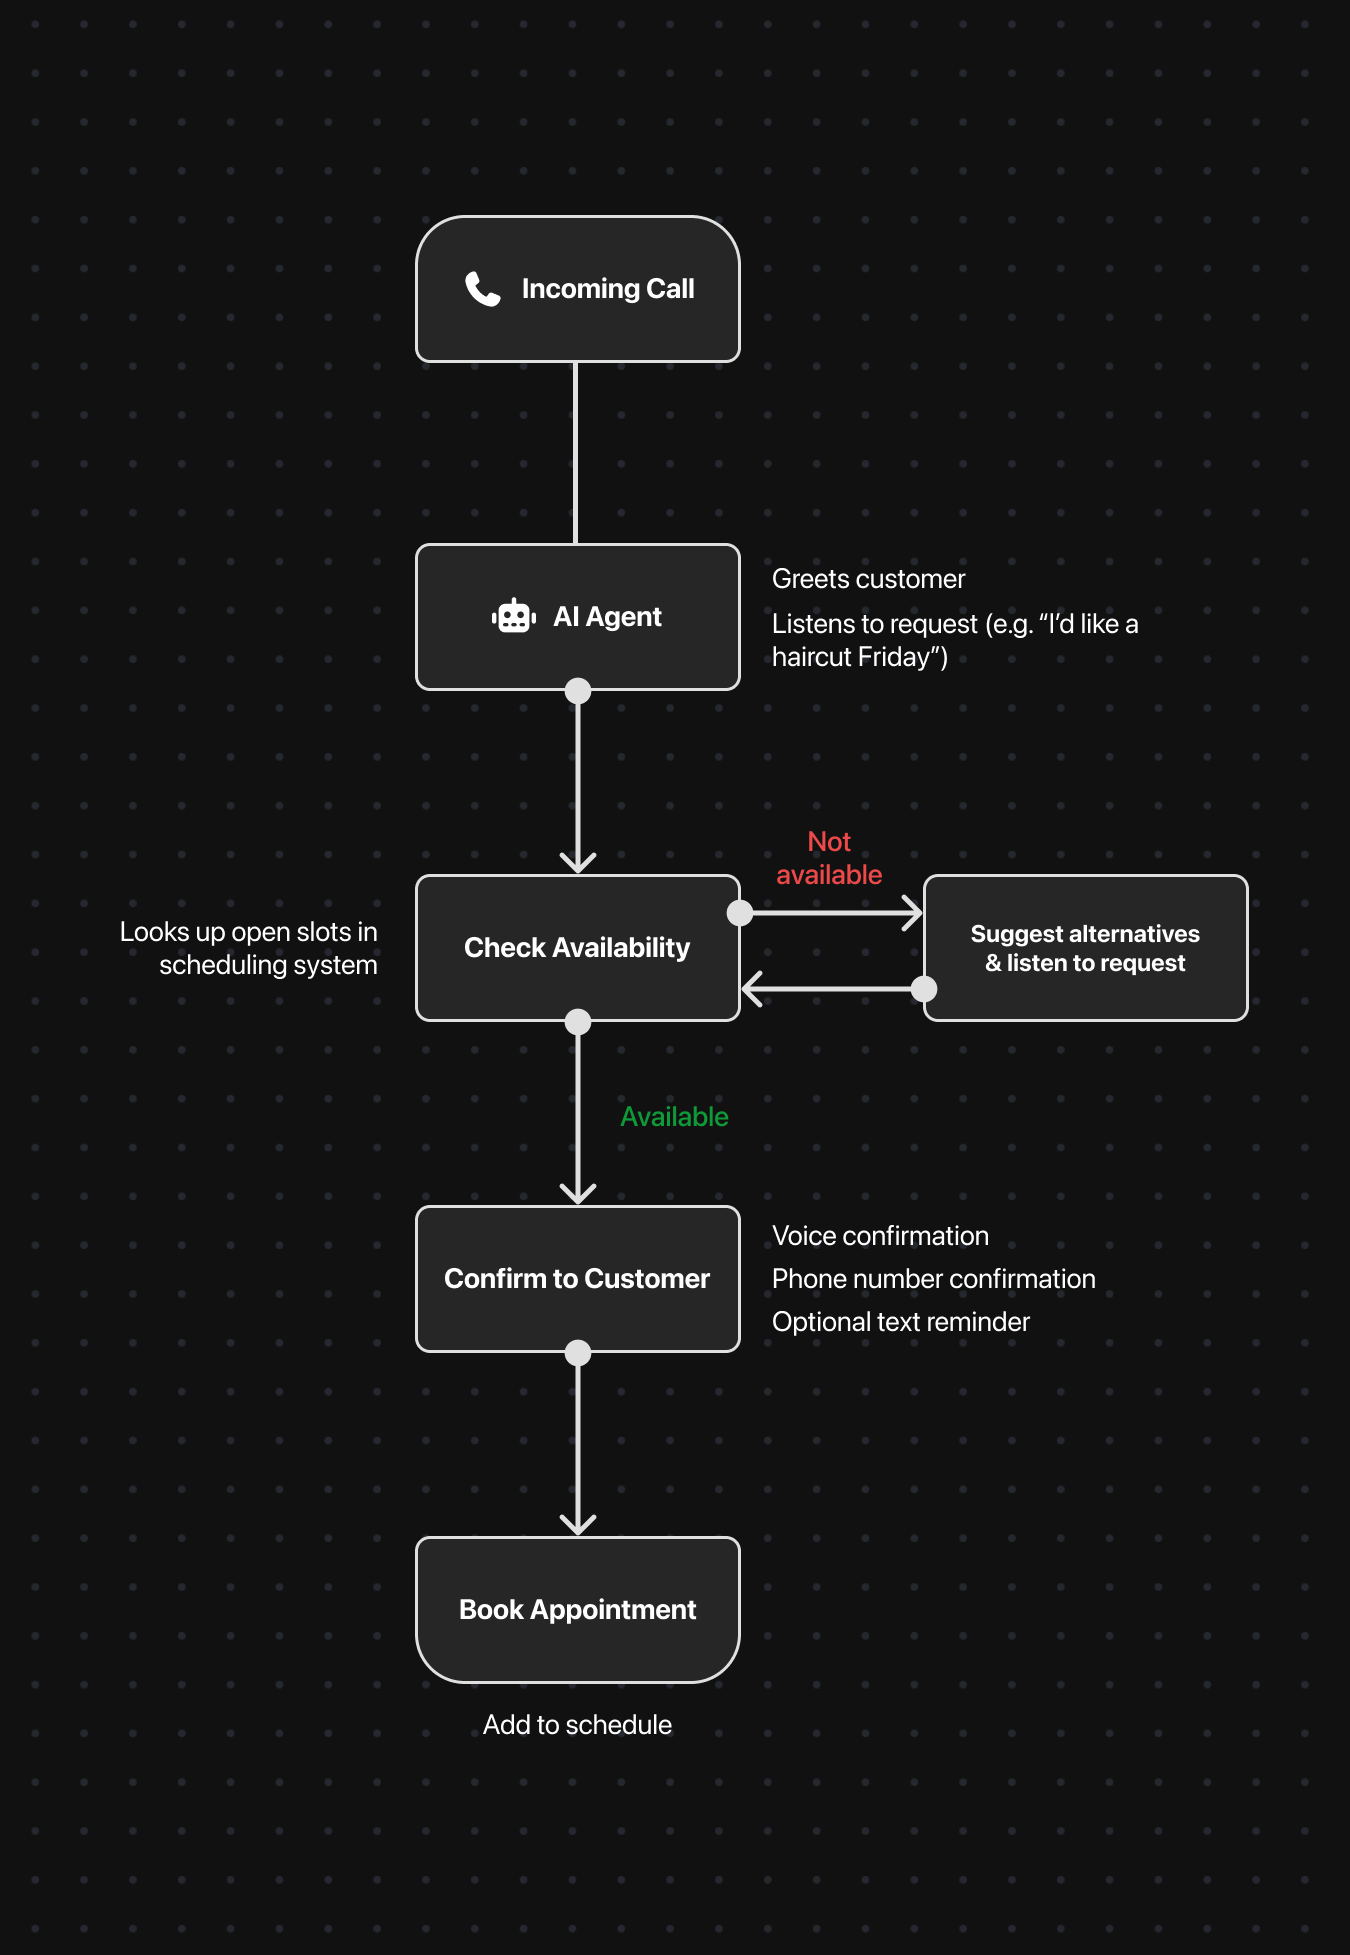 Incoming Call
AI Agent
Greets customer
Listens to request (e.g. “I’d like a
haircut Friday”)
Not
available
Looks up open slots in
scheduling system
Check Availability
Suggest alternatives
& listen to request
Available
Confirm to Customer
Voice confirmation
Phone number confirmation
Optional text reminder
Book Appointment
Add to schedule